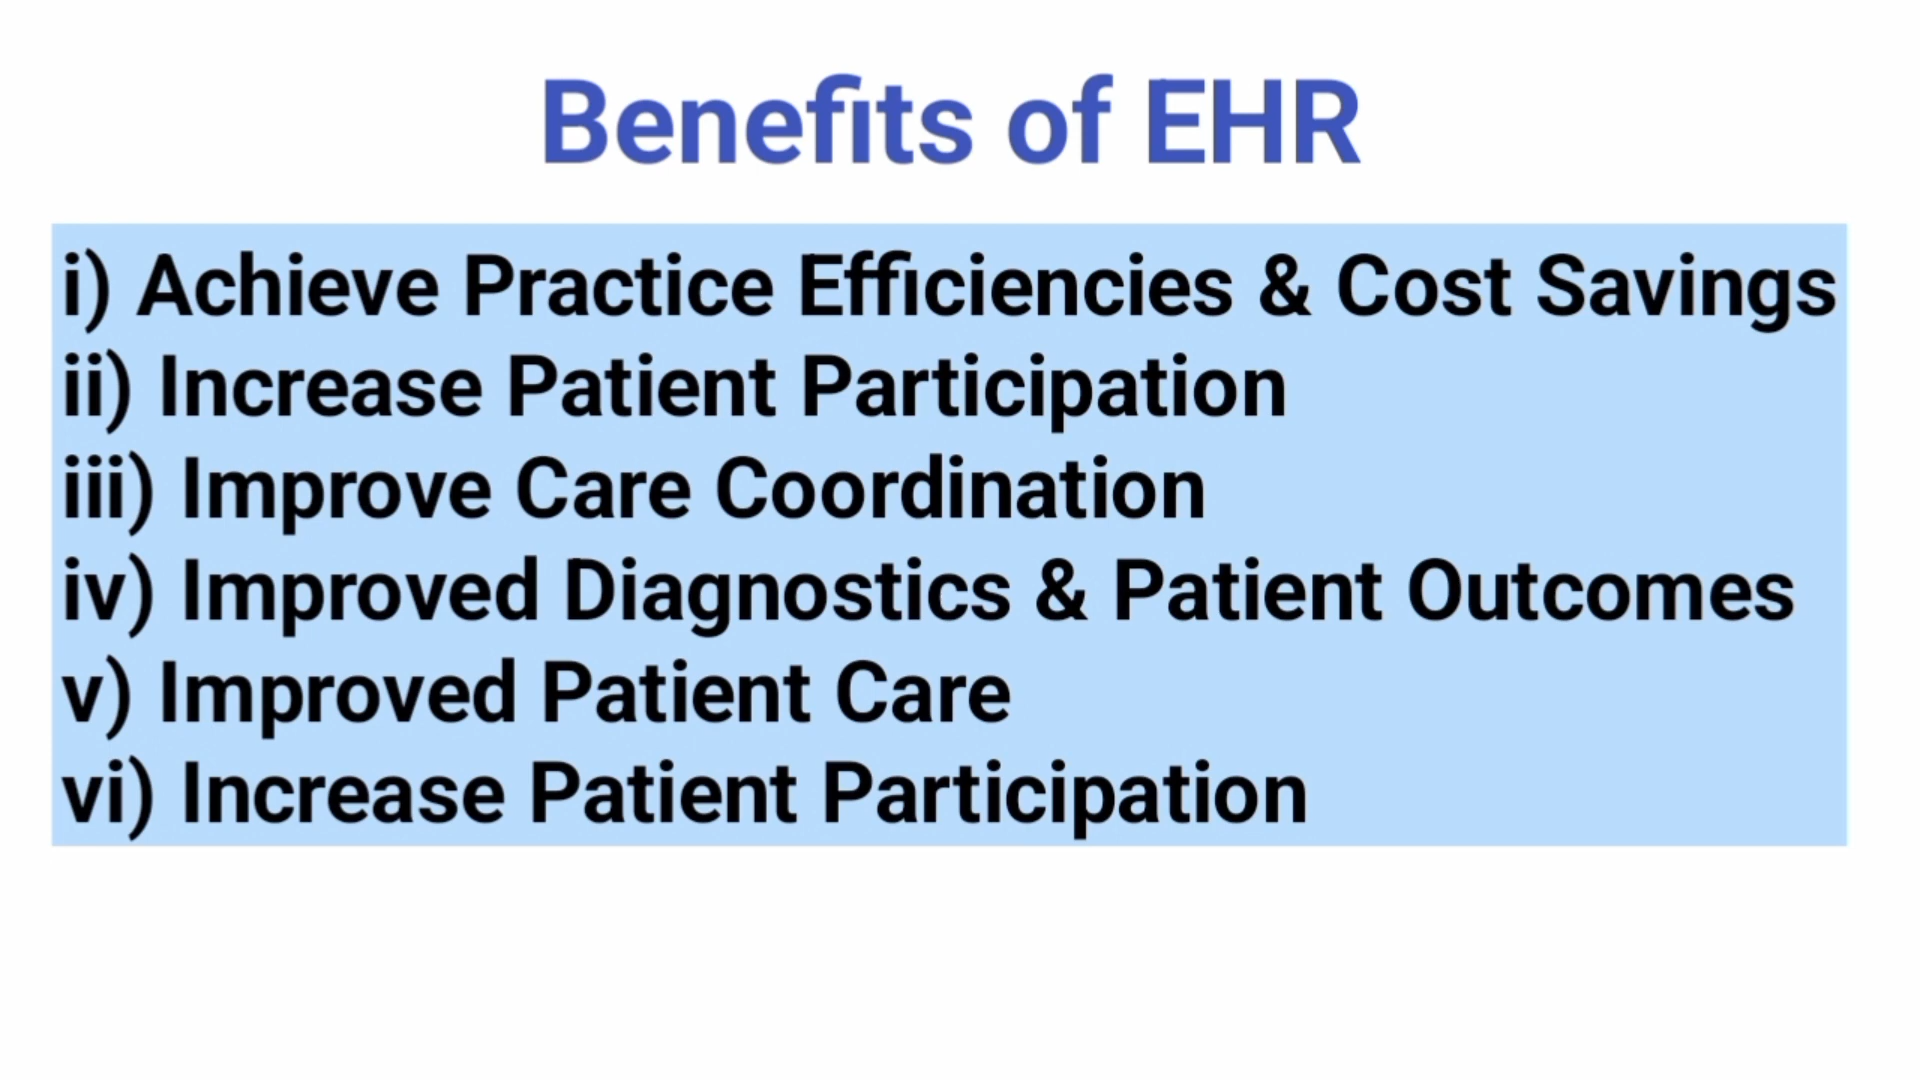 Benefits of EHR
i) Achieve Practice Efficiencies & Cost Savings
ii) Increase Patient Participation
iii) Improve Care Coordination
iv) Improved Diagnostics & Patient Outcomes
v) Improved Patient Care
vi) Increase Patient Participation